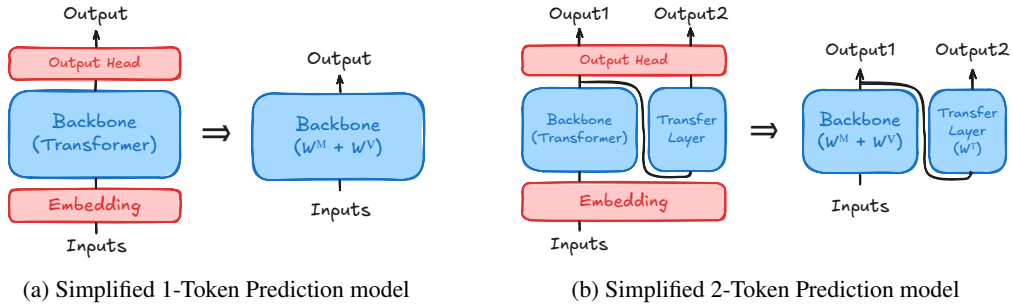 Output
Output Head
Backbone
(Transformer)
Embedding
Inputs
⇒
Output
Backbone
(W^M + W^V)
Inputs
(a) Simplified 1-Token Prediction model
Ouput1
Output2
Output Head
Backbone
(Transformer)
Transfer
Layer
Embedding
Inputs
⇒
Output1
Output2
Backbone
(W^M + W^V)
Transfer
Layer
(W^T)
Inputs
(b) Simplified 2-Token Prediction model